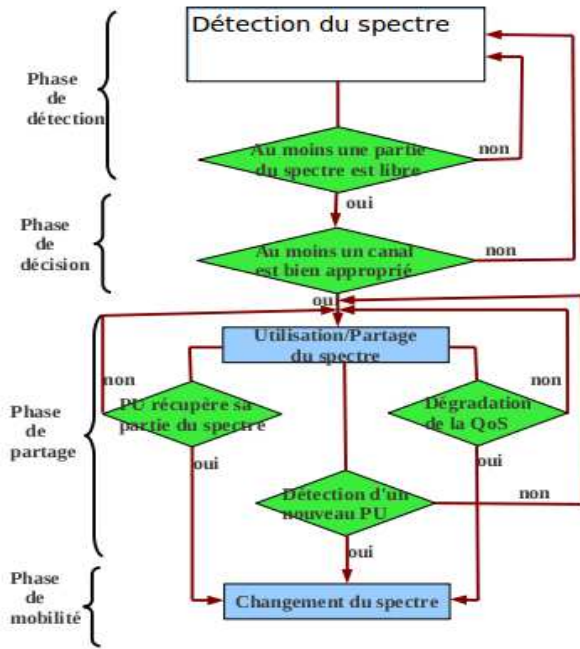 Détection du spectre
Phase
de
détection
Au moins une partie
du spectre est libre
non
oui
Phase
de
décision
Au moins un canal
est bien approprié
non
oui
Utilisation/Partage
du spectre
Phase
de
partage
non
PU récupère sa
partie du spectre
oui
Dégradation
de la QoS
non
oui
Détection d'un
nouveau PU
non
oui
Phase
de
mobilité
Changement du spectre